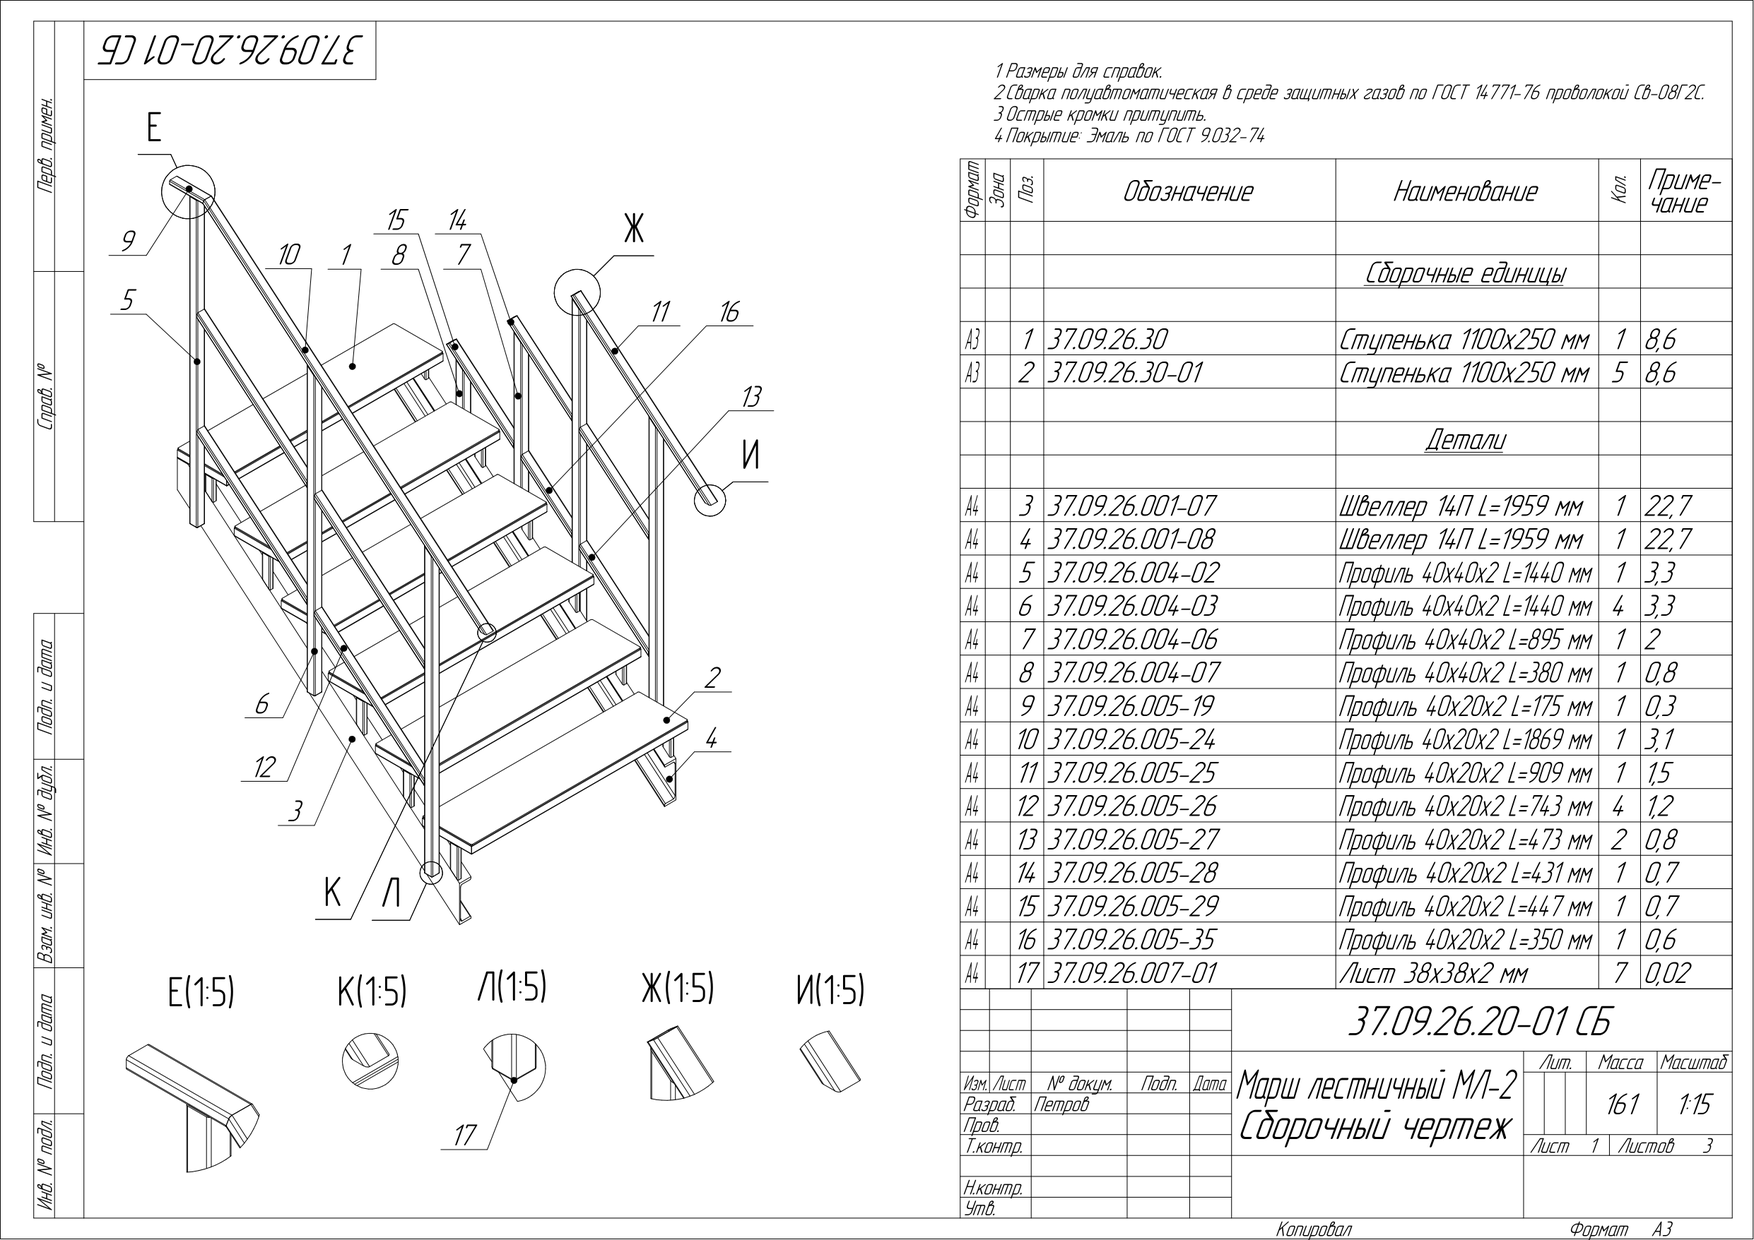 37.09.26.20-01 СБ
Перв. примен.
Справ. №
Подп. и дата
Инв. № дубл.
Взам. инв. №
Подп. и дата
Инв. № подл.
1 Размеры для справок.
2 Сварка полуавтоматическая в среде защитных газов по ГОСТ 14771-76 проволокой Св-08Г2С.
3 Острые кромки притупить.
4 Покрытие: Эмаль по ГОСТ 9.032-74
Е
9
5
10
1
15
8
14
7
Ж
11
16
13
И
2
4
6
12
3
К
Л
Е(1:5)
К(1:5)
Л(1:5)
Ж(1:5)
И(1:5)
17
Формат Зона Поз. Обозначение Наименование Кол. Приме-
чание
Сборочные единицы
А3 1 37.09.26.30 Ступенька 1100х250 мм 1 8,6
А3 2 37.09.26.30-01 Ступенька 1100х250 мм 5 8,6
Детали
А4 3 37.09.26.001-07 Швеллер 14П L=1959 мм 1 22,7
А4 4 37.09.26.001-08 Швеллер 14П L=1959 мм 1 22,7
А4 5 37.09.26.004-02 Профиль 40х40х2 L=1440 мм 1 3,3
А4 6 37.09.26.004-03 Профиль 40х40х2 L=1440 мм 4 3,3
А4 7 37.09.26.004-06 Профиль 40х40х2 L=895 мм 1 2
А4 8 37.09.26.004-07 Профиль 40х40х2 L=380 мм 1 0,8
А4 9 37.09.26.005-19 Профиль 40х20х2 L=175 мм 1 0,3
А4 10 37.09.26.005-24 Профиль 40х20х2 L=1869 мм 1 3,1
А4 11 37.09.26.005-25 Профиль 40х20х2 L=909 мм 1 1,5
А4 12 37.09.26.005-26 Профиль 40х20х2 L=743 мм 4 1,2
А4 13 37.09.26.005-27 Профиль 40х20х2 L=473 мм 2 0,8
А4 14 37.09.26.005-28 Профиль 40х20х2 L=431 мм 1 0,7
А4 15 37.09.26.005-29 Профиль 40х20х2 L=447 мм 1 0,7
А4 16 37.09.26.005-35 Профиль 40х20х2 L=350 мм 1 0,6
А4 17 37.09.26.007-01 Лист 38х38х2 мм 7 0,02
37.09.26.20-01 СБ
Изм. Лист № докум. Подп. Дата
Разраб. Петров
Пров.
Т.контр.
Н.контр.
Утв.
Марш лестничный МЛ-2
Сборочный чертеж
Лит. Масса Масштаб
161 1:15
Лист 1 Листов 3
Копировал Формат А3